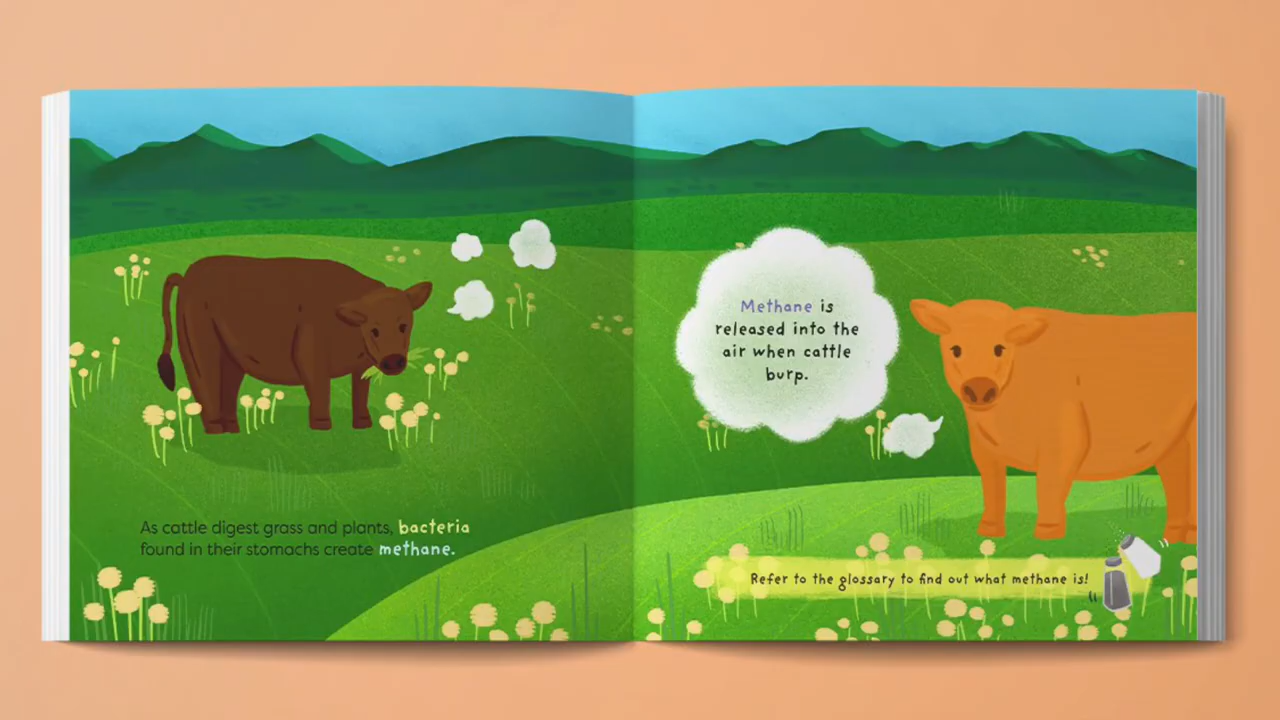 As cattle digest grass and plants, bacteria
found in their stomachs create methane.
Methane is
released into the
air when cattle
burp.
Refer to the glossary to find out what methane is!